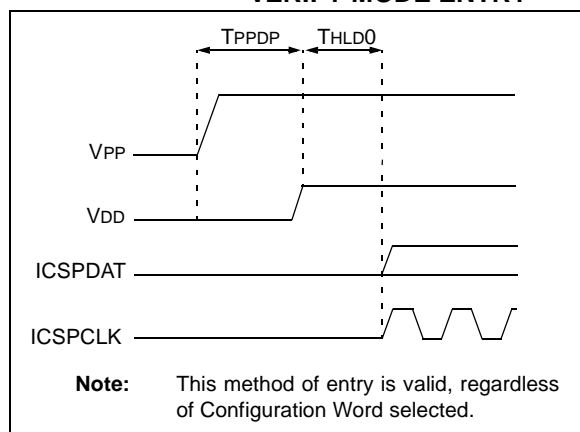 VERIFY MODE ENTRY
TPPDP THLD0
VPP
VDD
ICSPDAT
ICSPCLK
Note: This method of entry is valid, regardless
of Configuration Word selected.